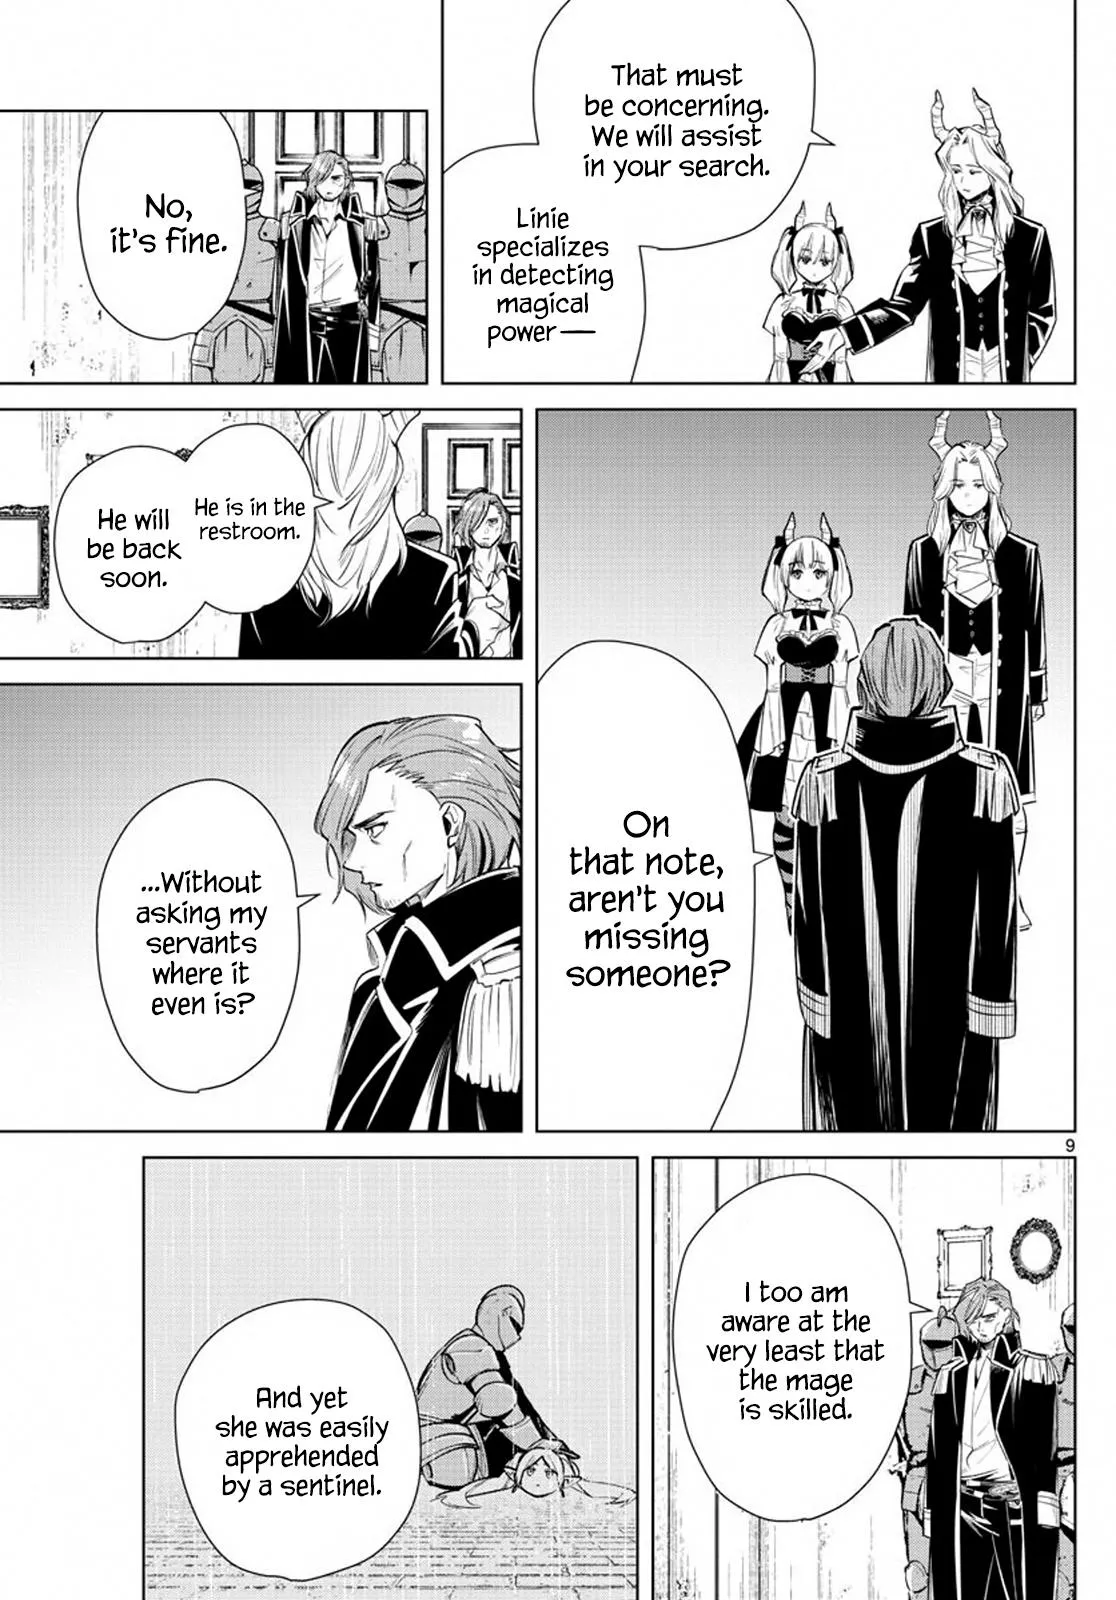 That must
be concerning.
We will assist
in your search.
Linie
specializes
in detecting
magical
power—
No,
it's fine.
On
that note,
aren't you
missing
someone?
He is in the
restroom.
He will
be back
soon.
...Without
asking my
servants
where it
even is?
9
I too am
aware at the
very least that
the mage
is skilled.
And yet
she was easily
apprehended
by a sentinel.